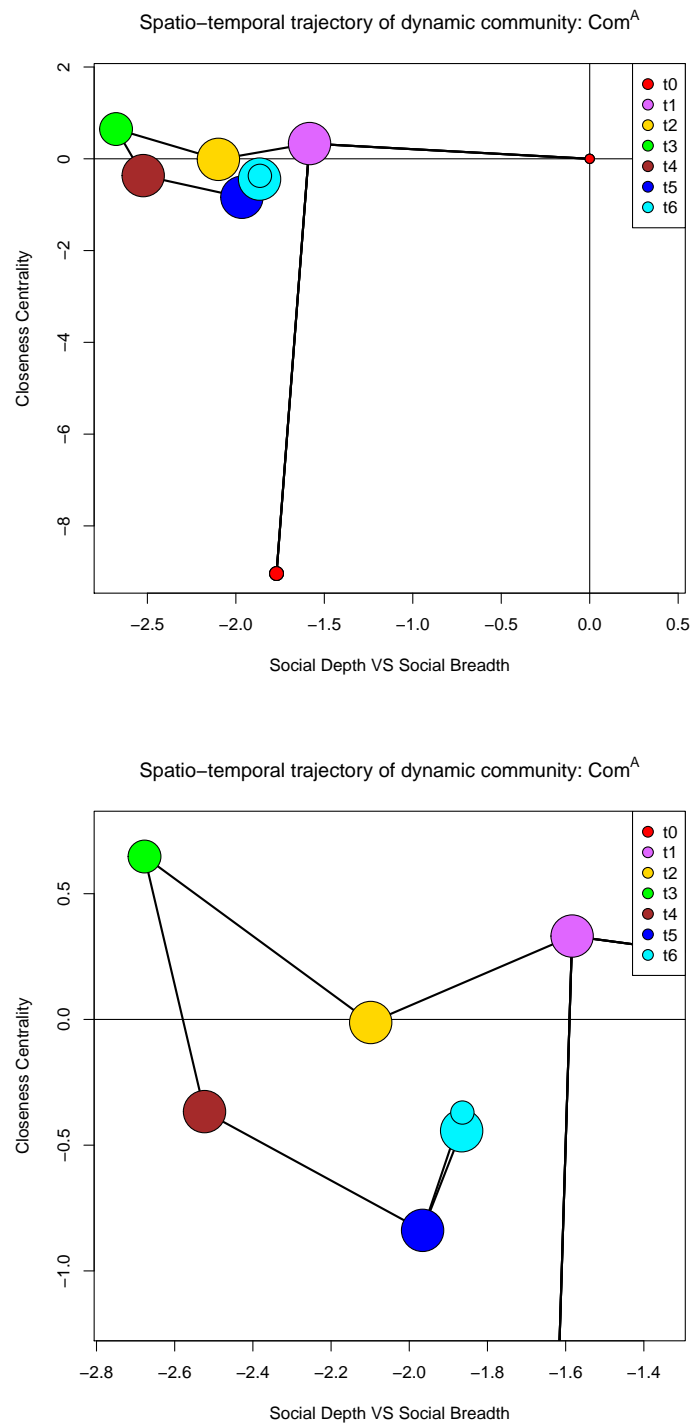 Spatio−temporal trajectory of dynamic community: Com^A
2
0
−2
−4
−6
−8
Closeness Centrality
t0
t1
t2
t3
t4
t5
t6
−2.5 −2.0 −1.5 −1.0 −0.5 0.0 0.5
Social Depth VS Social Breadth
Spatio−temporal trajectory of dynamic community: Com^A
0.5
0.0
−0.5
−1.0
Closeness Centrality
t0
t1
t2
t3
t4
t5
t6
−2.8 −2.6 −2.4 −2.2 −2.0 −1.8 −1.6 −1.4
Social Depth VS Social Breadth